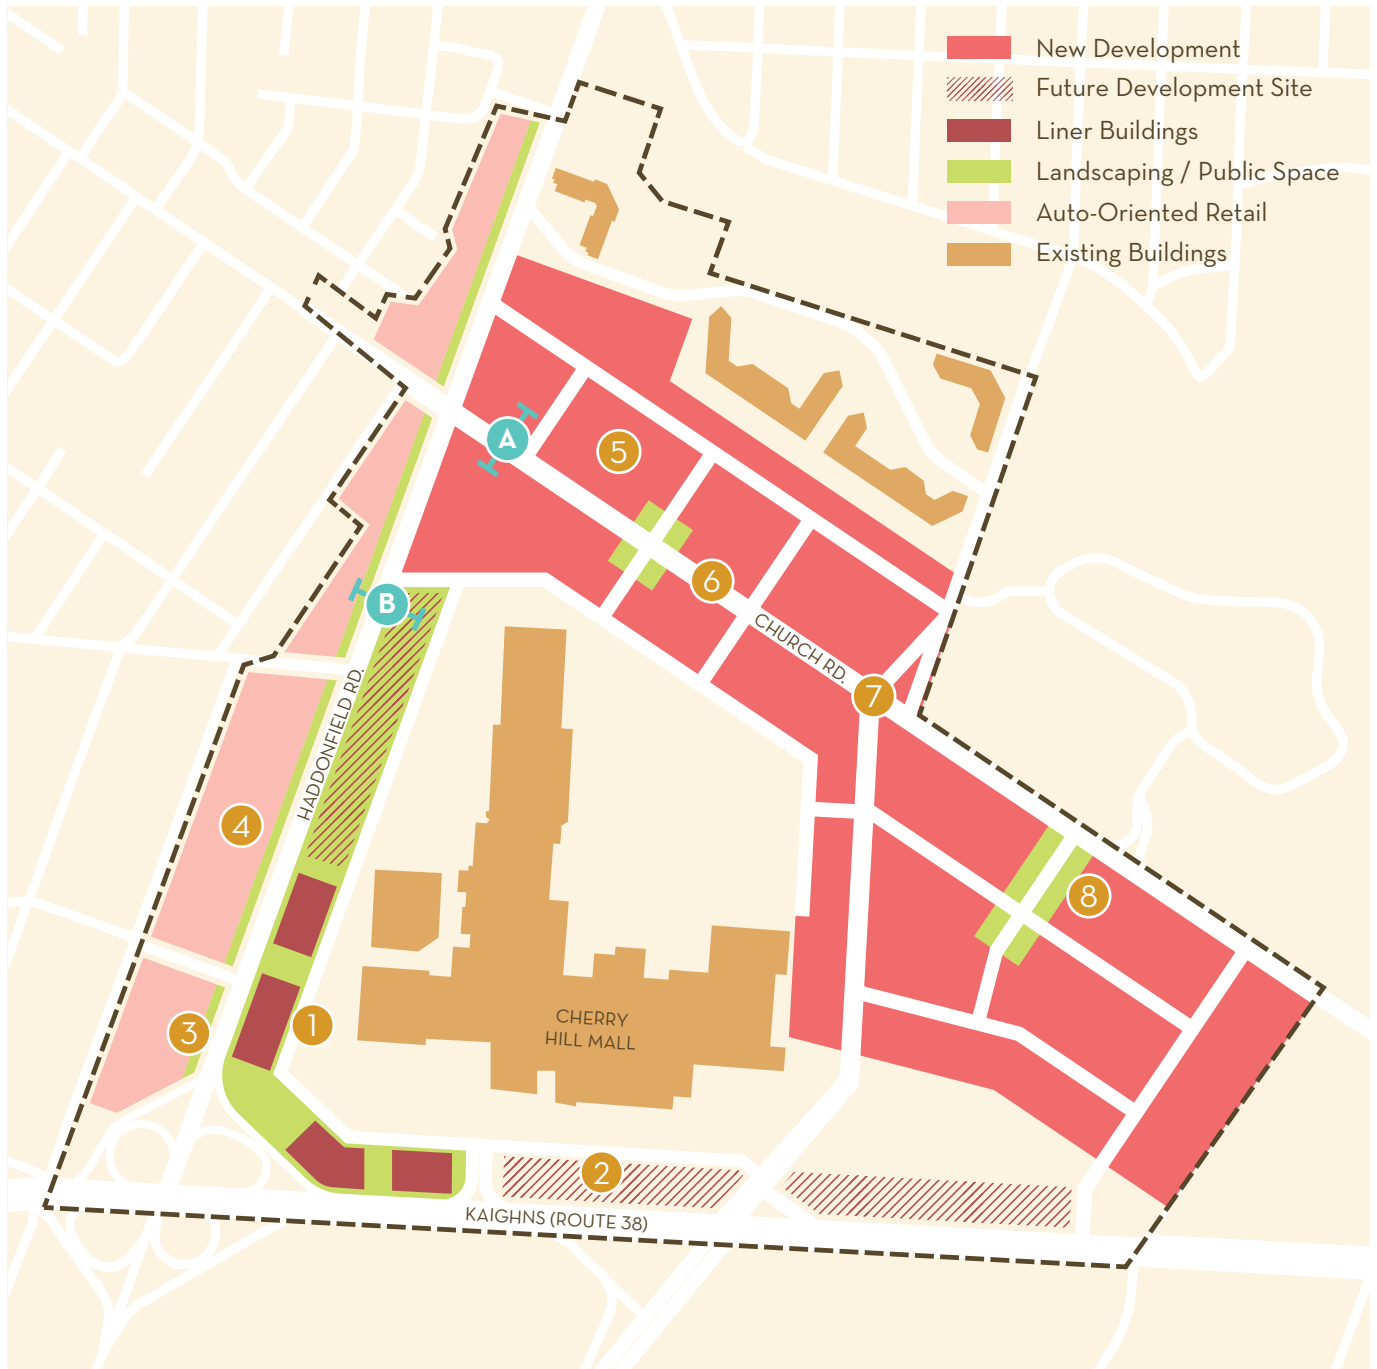 New Development
Future Development Site
Liner Buildings
Landscaping / Public Space
Auto-Oriented Retail
Existing Buildings
A
5
6
B
CHURCH RD.
7
HADDONFIELD RD.
4
8
3
1
CHERRY
HILL MALL
2
KAIGHNS (ROUTE 38)